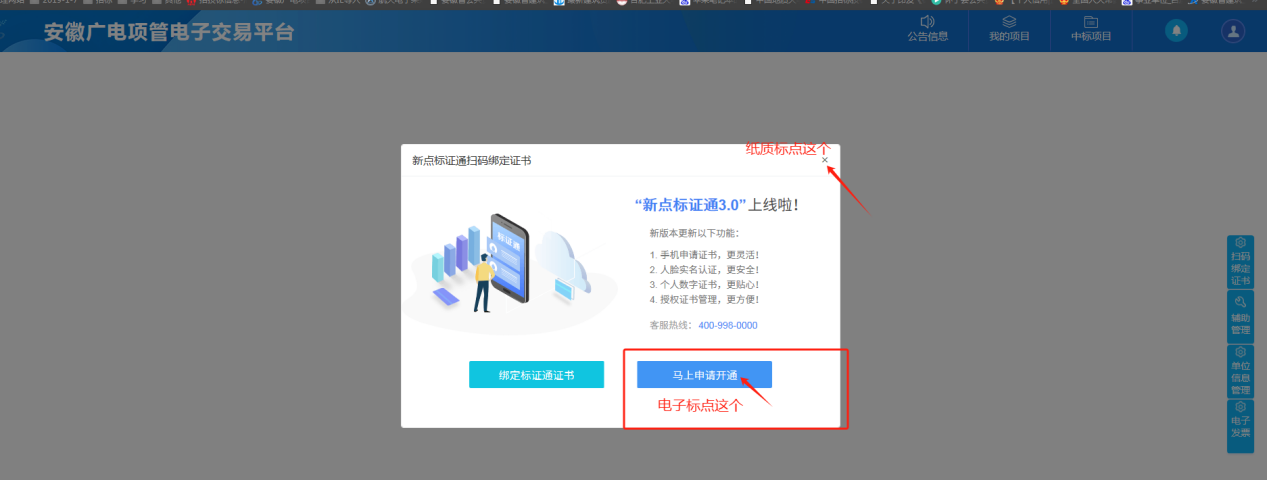 安徽广电项管电子交易平台
公告信息
我的项目
中标项目
纸质标点这个
新点标证通扫码绑定证书
×
“新点标证通3.0”上线啦！
新版本更新以下功能：
1. 手机申请证书，更灵活！
2. 人脸实名认证，更安全！
3. 个人数字证书，更贴心！
4. 授权证书管理，更方便！
客服热线： 400-998-0000
标证通
绑定标证通证书
马上申请开通
电子标点这个
扫码
绑定
证书
辅助
管理
单位
信息
管理
电子
发票